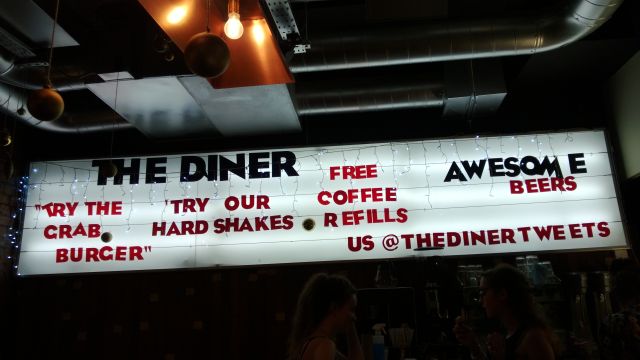 THE DINER
"TRY THE
CRAB
BURGER"
TRY OUR
HARD SHAKES
FREE
COFFEE
REFILLS
AWESOME
BEERS
US @THEDINERTWEETS